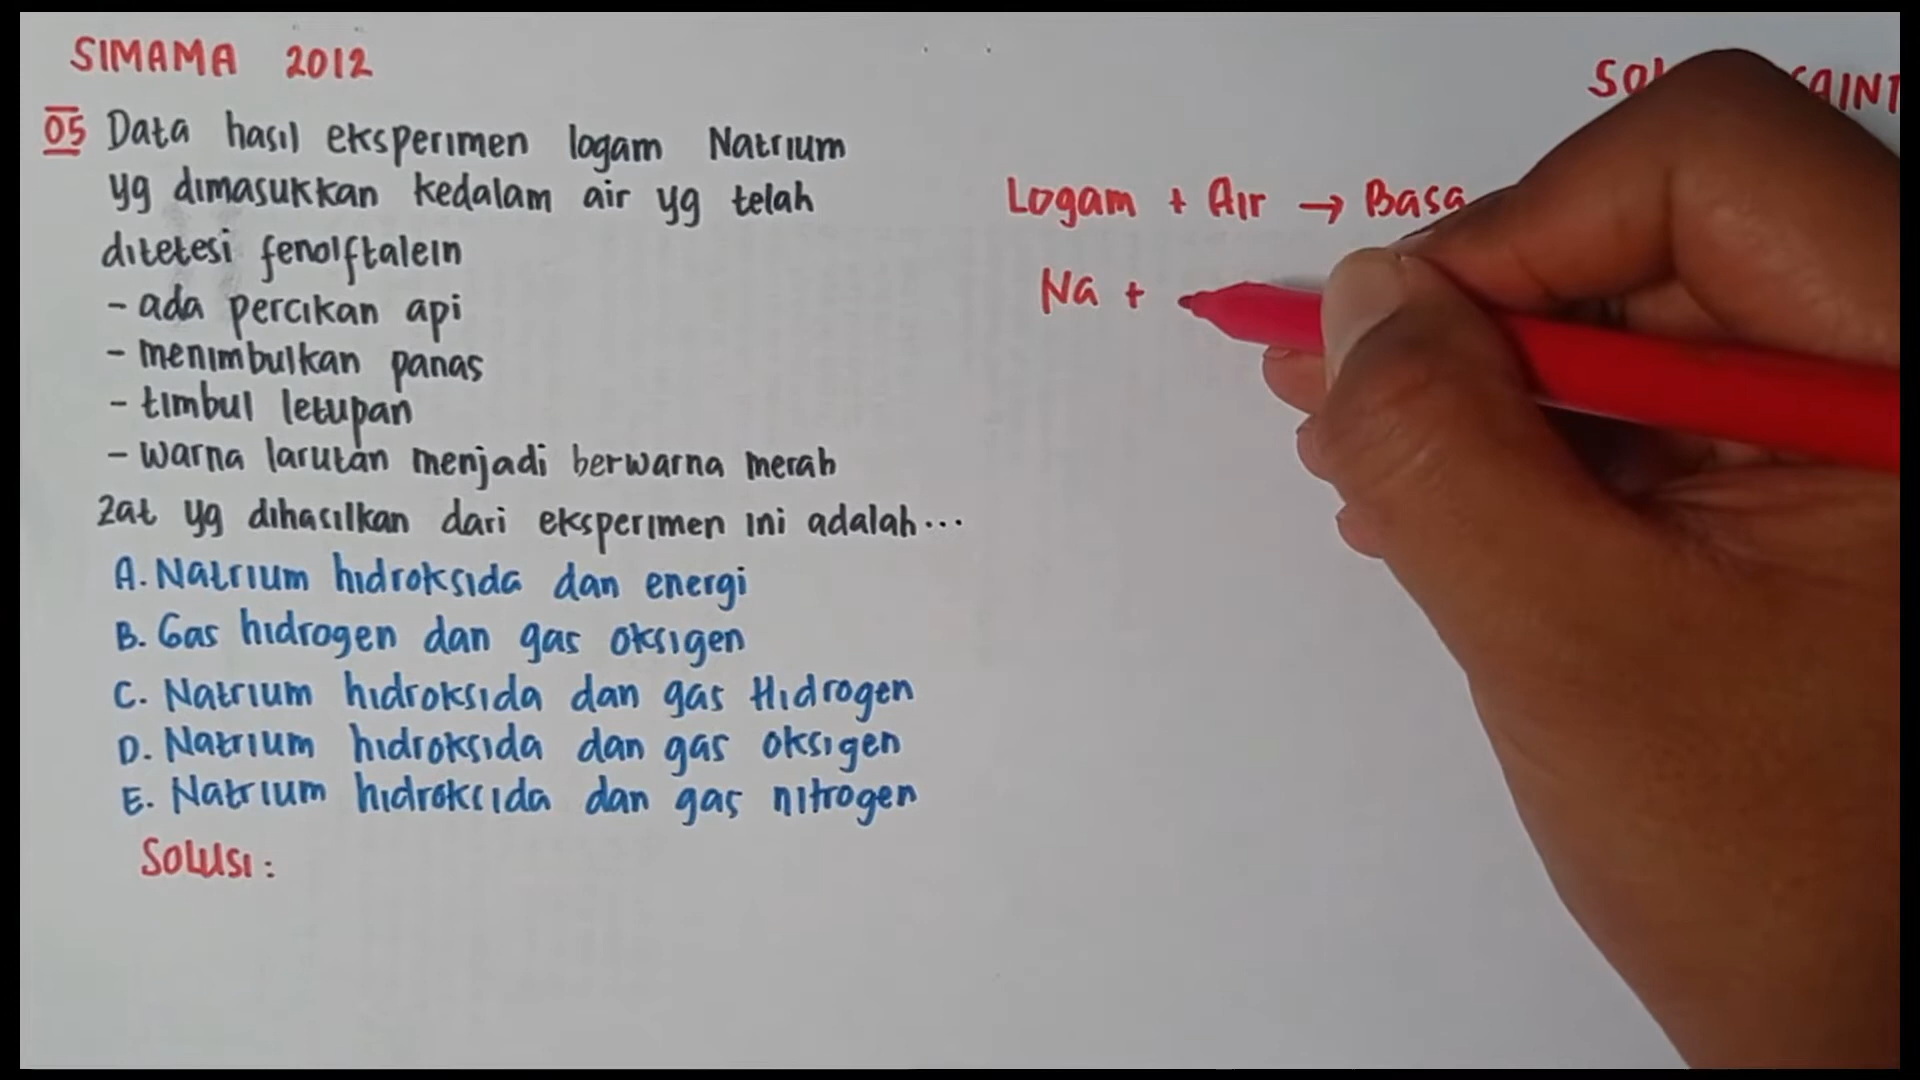 SIMAMA 2012
05 Data hasil eksperimen logam Natrium
yg dimasukkan kedalam air yg telah
ditetesi fenolftalein
- ada percikan api
- menimbulkan panas
- timbul letupan
- warna larutan menjadi berwarna merah
Zat yg dihasilkan dari eksperimen ini adalah...
A. Natrium hidroksida dan energi
B. Gas hidrogen dan gas oksigen
C. Natrium hidroksida dan gas Hidrogen
D. Natrium hidroksida dan gas oksigen
E. Natrium hidroksida dan gas nitrogen
Solusi :
Logam + Air → Basa
Na +